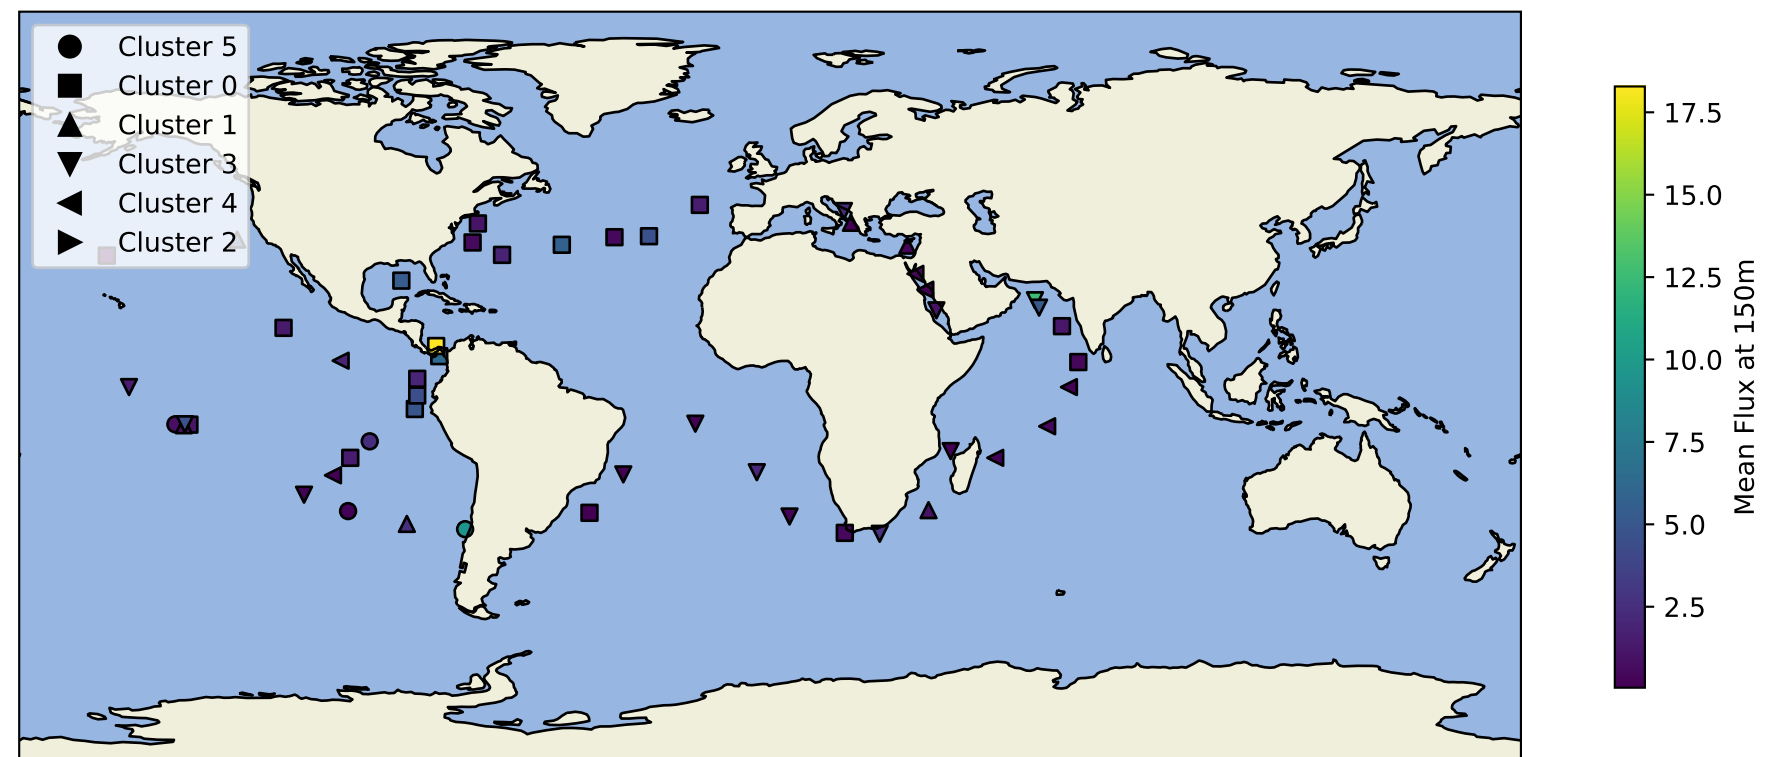 Cluster 5
Cluster 0
Cluster 1
Cluster 3
Cluster 4
Cluster 2
17.5
15.0
12.5
10.0
7.5
5.0
2.5
Mean Flux at 150m